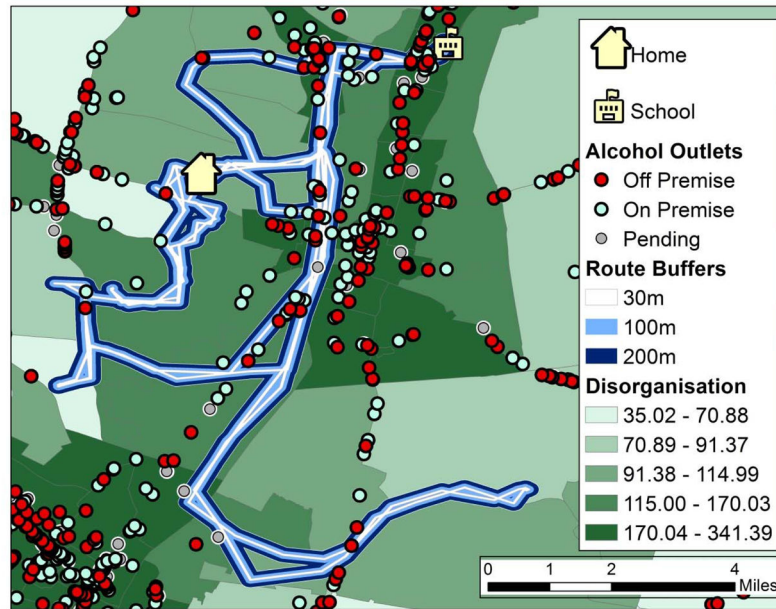 Home
School
Alcohol Outlets
Off Premise
On Premise
Pending
Route Buffers
30m
100m
200m
Disorganisation
35.02 - 70.88
70.89 - 91.37
91.38 - 114.99
115.00 - 170.03
170.04 - 341.39
0 1 2 4
Miles